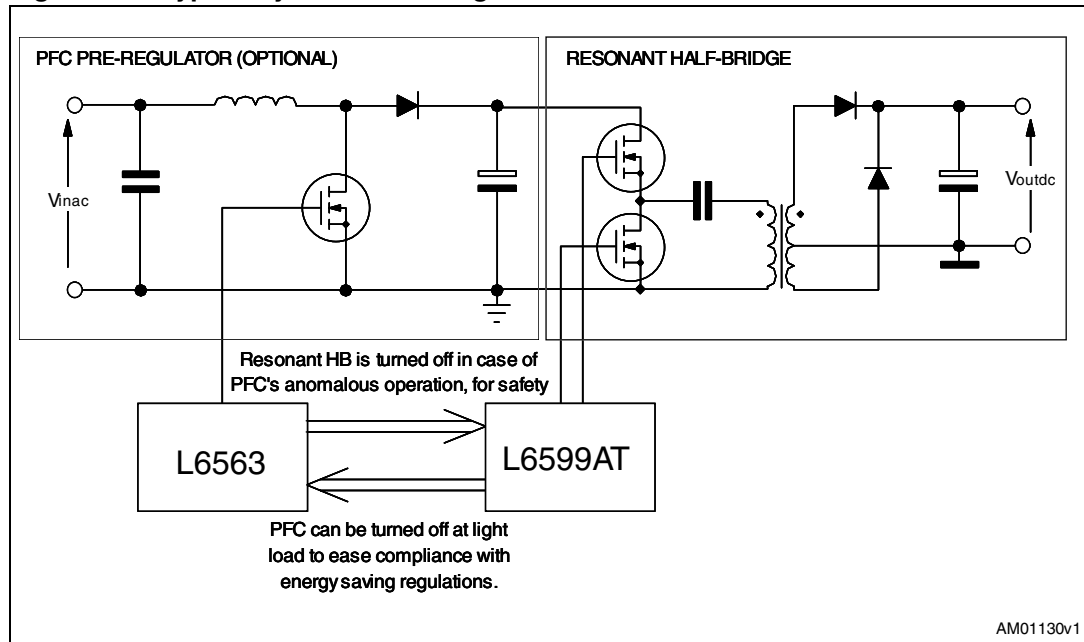 PFC PRE-REGULATOR (OPTIONAL)
RESONANT HALF-BRIDGE
Vinac
Voutdc
Resonant HB is turned off in case of
PFC's anomalous operation, for safety
L6563
L6599AT
PFC can be turned off at light
load to ease compliance with
energy saving regulations.
AM01130v1